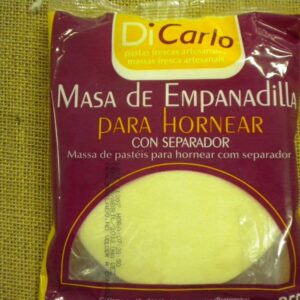 DiCarlo
pastas frescas artesanales
massas fresca artesanais
MASA DE EMPANADILLA
PARA HORNEAR
CON SEPARADOR
Massa de pastéis para hornear com separador